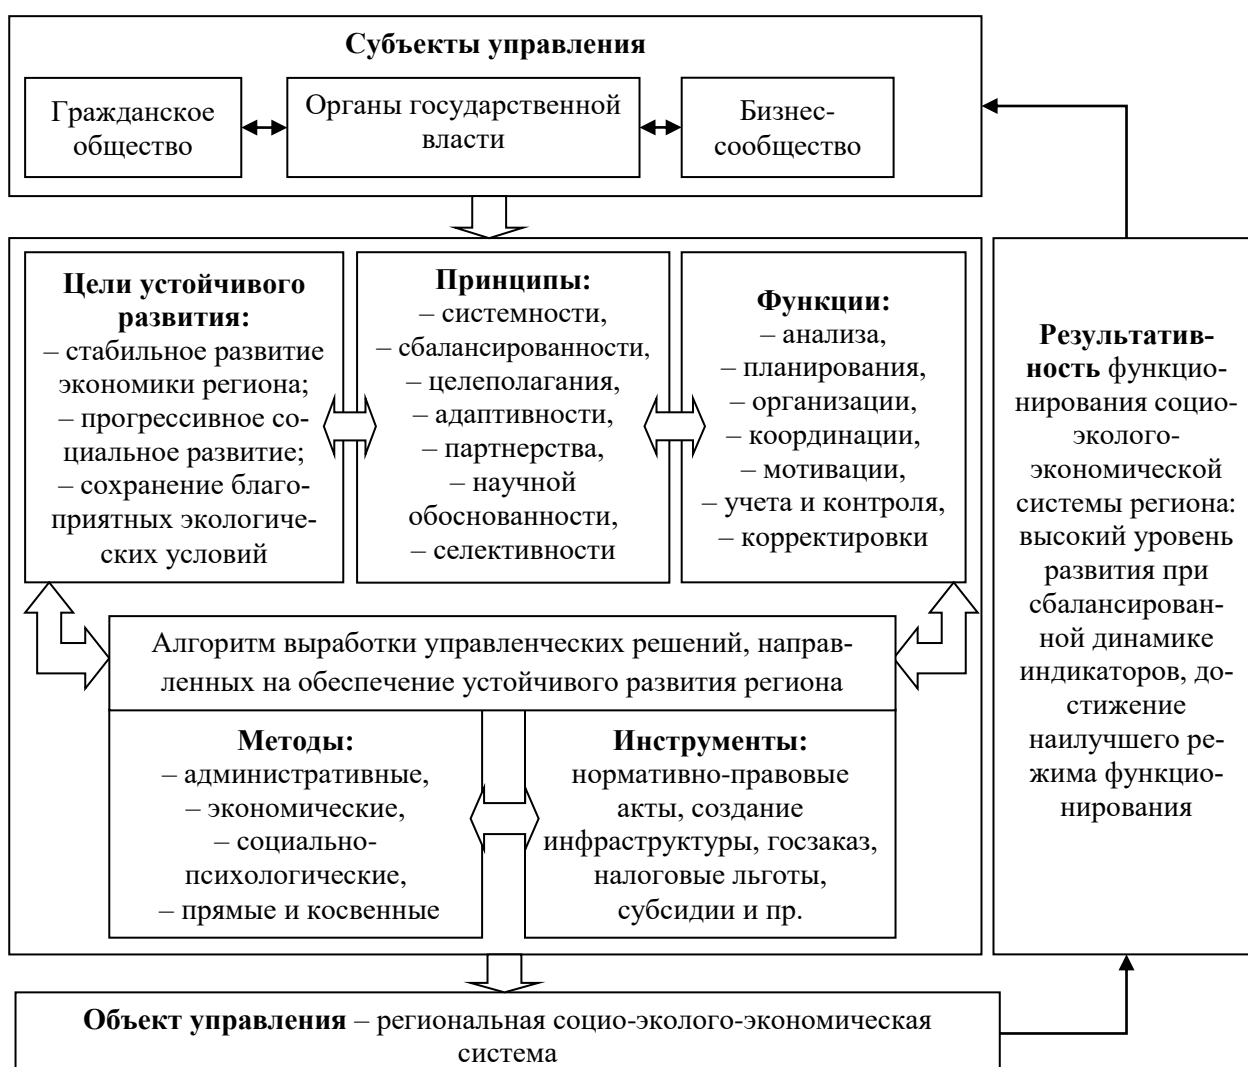 Субъекты управления
Гражданское
общество
Органы государственной
власти
Бизнес-
сообщество
Цели устойчивого
развития:
– стабильное развитие
экономики региона;
– прогрессивное со-
циальное развитие;
– сохранение благо-
приятных экологиче-
ских условий
Принципы:
– системности,
– сбалансированности,
– целеполагания,
– адаптивности,
– партнерства,
– научной
обоснованности,
– селективности
Функции:
– анализа,
– планирования,
– организации,
– координации,
– мотивации,
– учета и контроля,
– корректировки
Результатив-
ность функцио-
нирования социо-
эколого-
экономической
системы региона:
высокий уровень
развития при
сбалансирован-
ной динамике
индикаторов, до-
стижение
наилучшего ре-
жима функцио-
нирования
Алгоритм выработки управленческих решений, направ-
ленных на обеспечение устойчивого развития региона
Методы:
– административные,
– экономические,
– социально-
психологические,
– прямые и косвенные
Инструменты:
нормативно-правовые
акты, создание
инфраструктуры, госзаказ,
налоговые льготы,
субсидии и пр.
Объект управления – региональная социо-эколого-экономическая
система